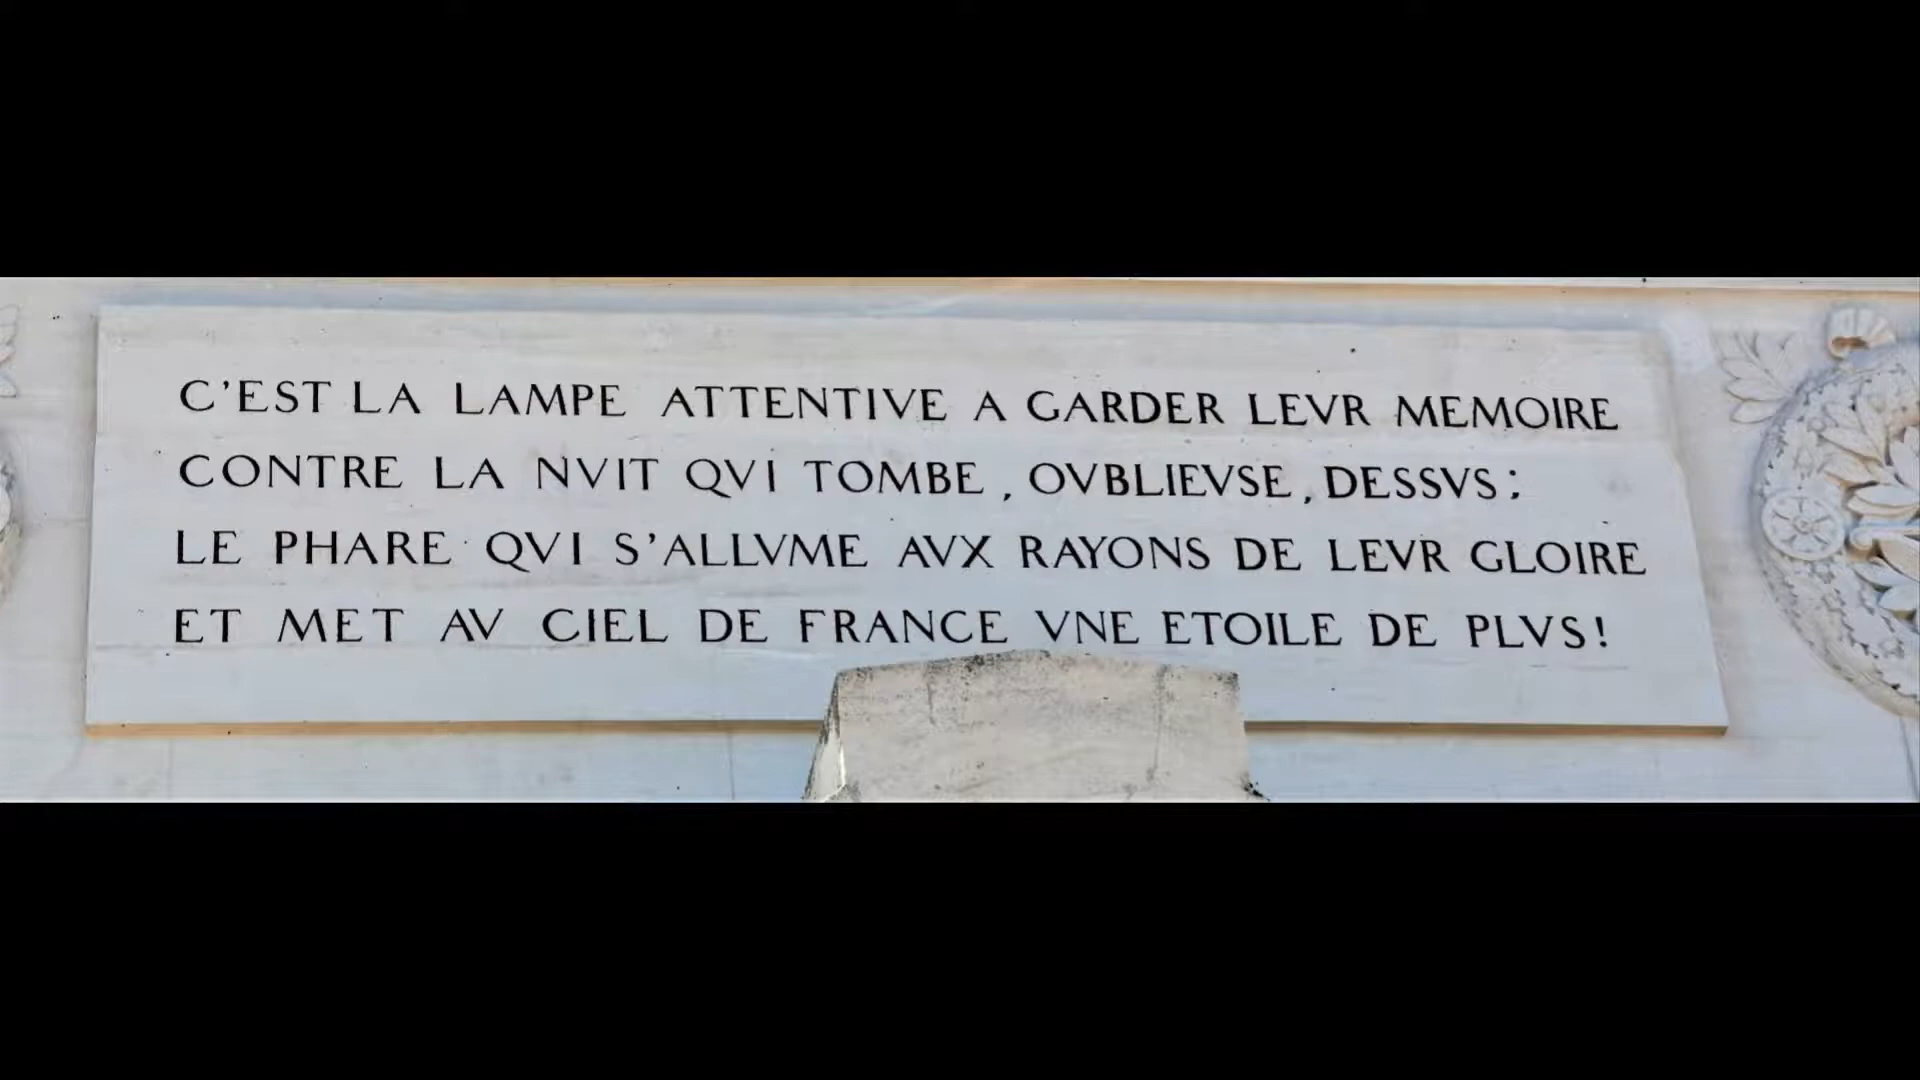 C'EST LA LAMPE ATTENTIVE A GARDER LEVR MEMOIRE
CONTRE LA NVIT QVI TOMBE, OVBLIEVSE, DESSVS:
LE PHARE QVI S'ALLVME AVX RAYONS DE LEVR GLOIRE
ET MET AV CIEL DE FRANCE VNE ETOILE DE PLVS!